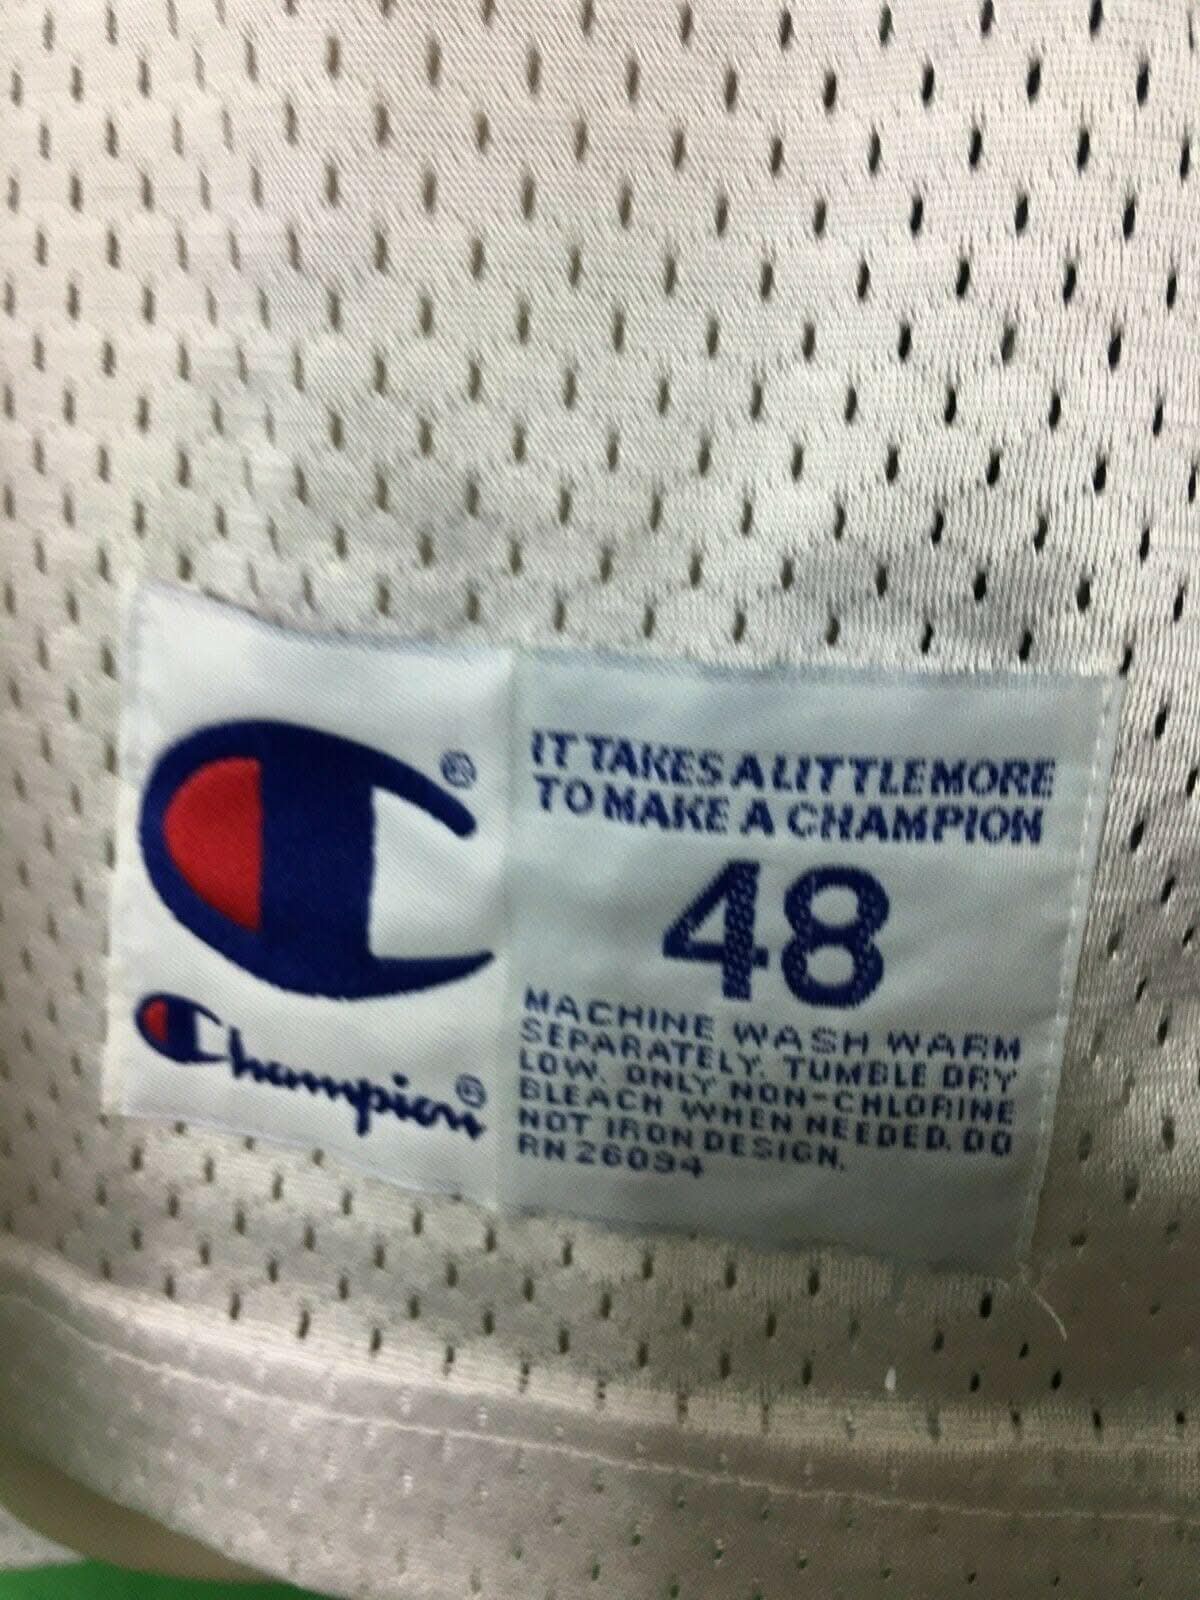 ®
Champion®
IT TAKES A LITTLE MORE
TO MAKE A CHAMPION
48
MACHINE WASH WARM
SEPARATELY. TUMBLE DRY
LOW. ONLY NON-CHLORINE
BLEACH WHEN NEEDED. DO
NOT IRON DESIGN.
RN 26094